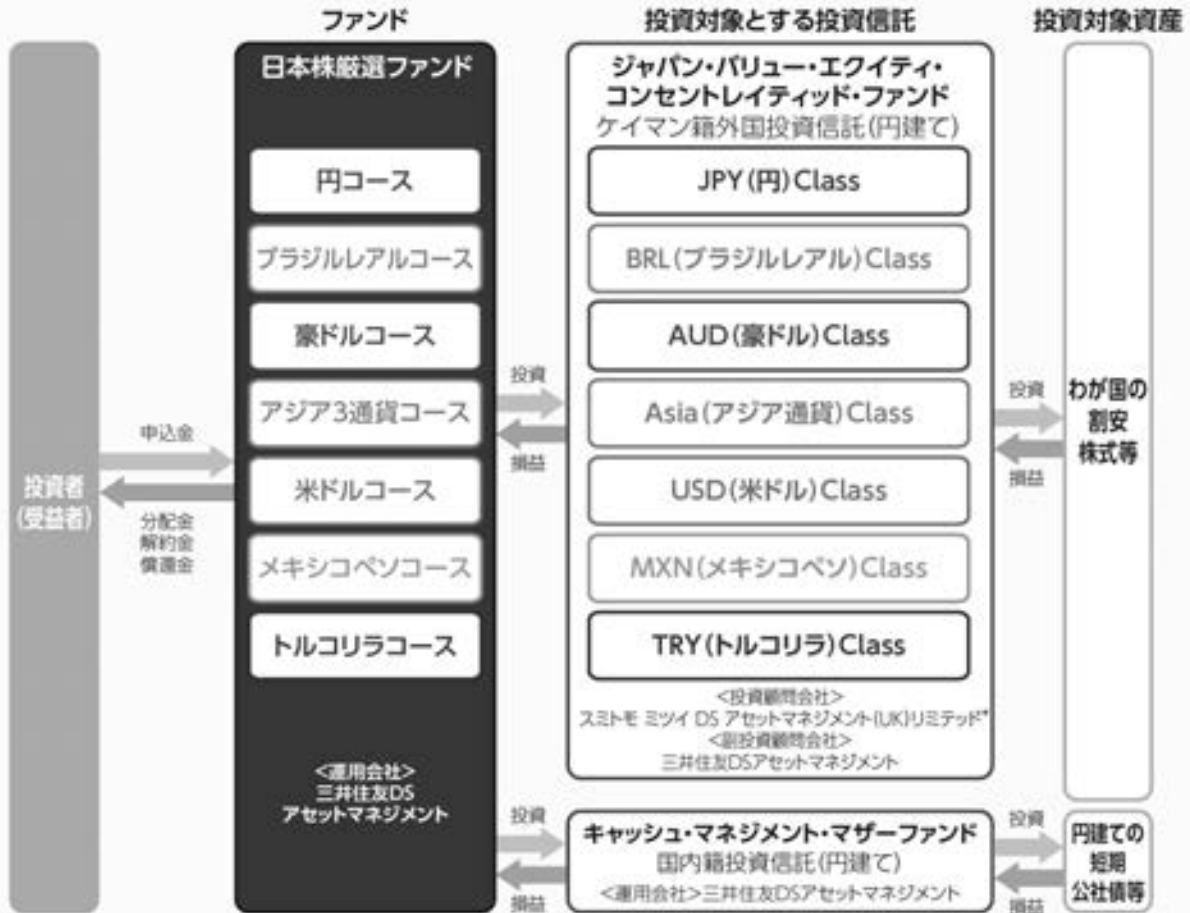 ファンド
投資対象とする投資信託
投資対象資産
日本株厳選ファンド
ジャパン・バリュー・エクイティ・
コンセントレイティッド・ファンド
ケイマン籍外国投資信託(円建て)
円コース
JPY(円)Class
ブラジルレアルコース
BRL(ブラジルレアル)Class
豪ドルコース
AUD(豪ドル)Class
アジア3通貨コース
Asia(アジア通貨)Class
米ドルコース
USD(米ドル)Class
メキシコペソコース
MXN(メキシコペソ)Class
トルコリラコース
TRY(トルコリラ)Class
投資者
(受益者)
申込金
分配金
解約金
償還金
投資
損益
投資
損益
わが国の
割安
株式等
<投資顧問会社>
スミトモ ミツイ DS アセットマネジメント(UK)リミテッド*
<副投資顧問会社>
三井住友DSアセットマネジメント
<運用会社>
三井住友DS
アセットマネジメント
投資
損益
キャッシュ・マネジメント・マザーファンド
国内籍投資信託(円建て)
<運用会社>三井住友DSアセットマネジメント
投資
損益
円建ての
短期
公社債等